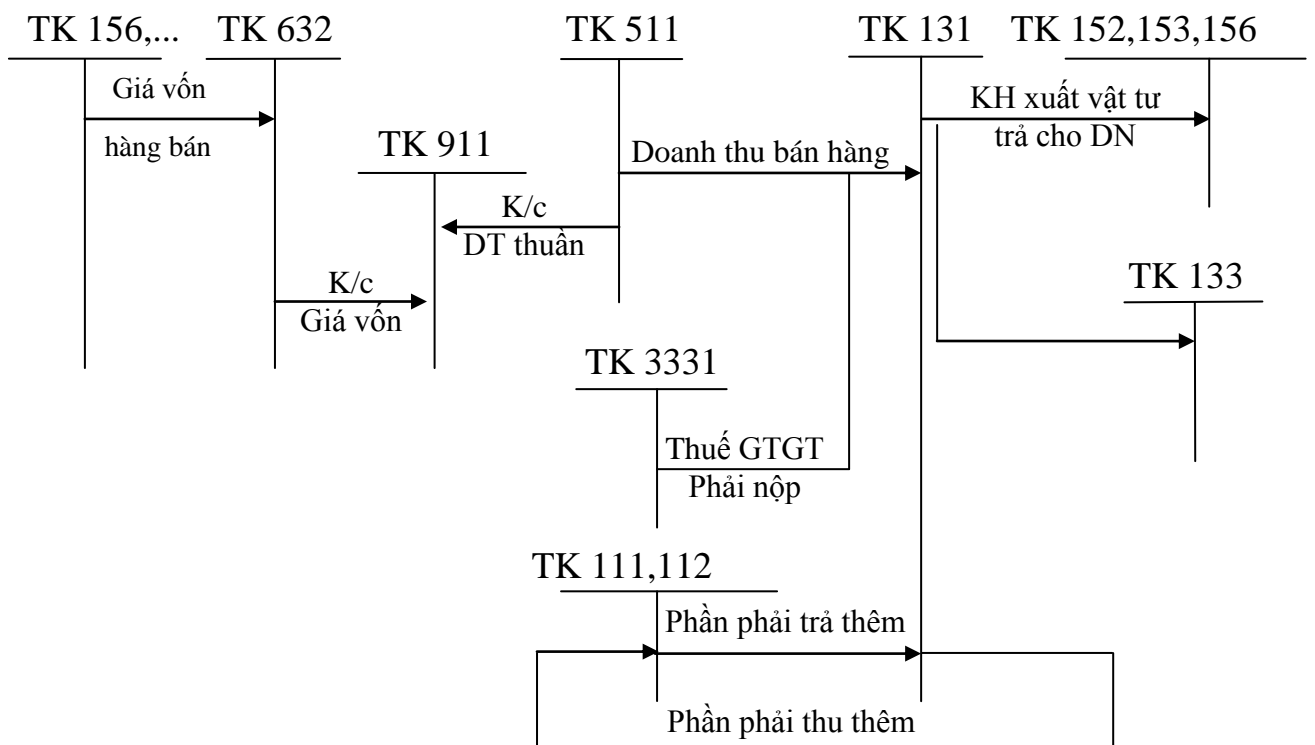 TK 156,... TK 632 TK 511 TK 131 TK 152,153,156
Giá vốn
hàng bán
KH xuất vật tư
trả cho DN
TK 911
Doanh thu bán hàng
K/c
DT thuần
K/c
Giá vốn
TK 133
TK 3331
Thuế GTGT
Phải nộp
TK 111,112
Phần phải trả thêm
Phần phải thu thêm